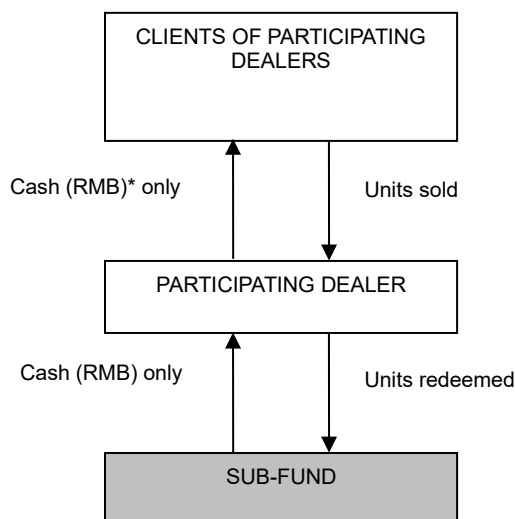 CLIENTS OF PARTICIPATING
DEALERS
Cash (RMB)* only
Units sold
PARTICIPATING DEALER
Cash (RMB) only
Units redeemed
SUB-FUND